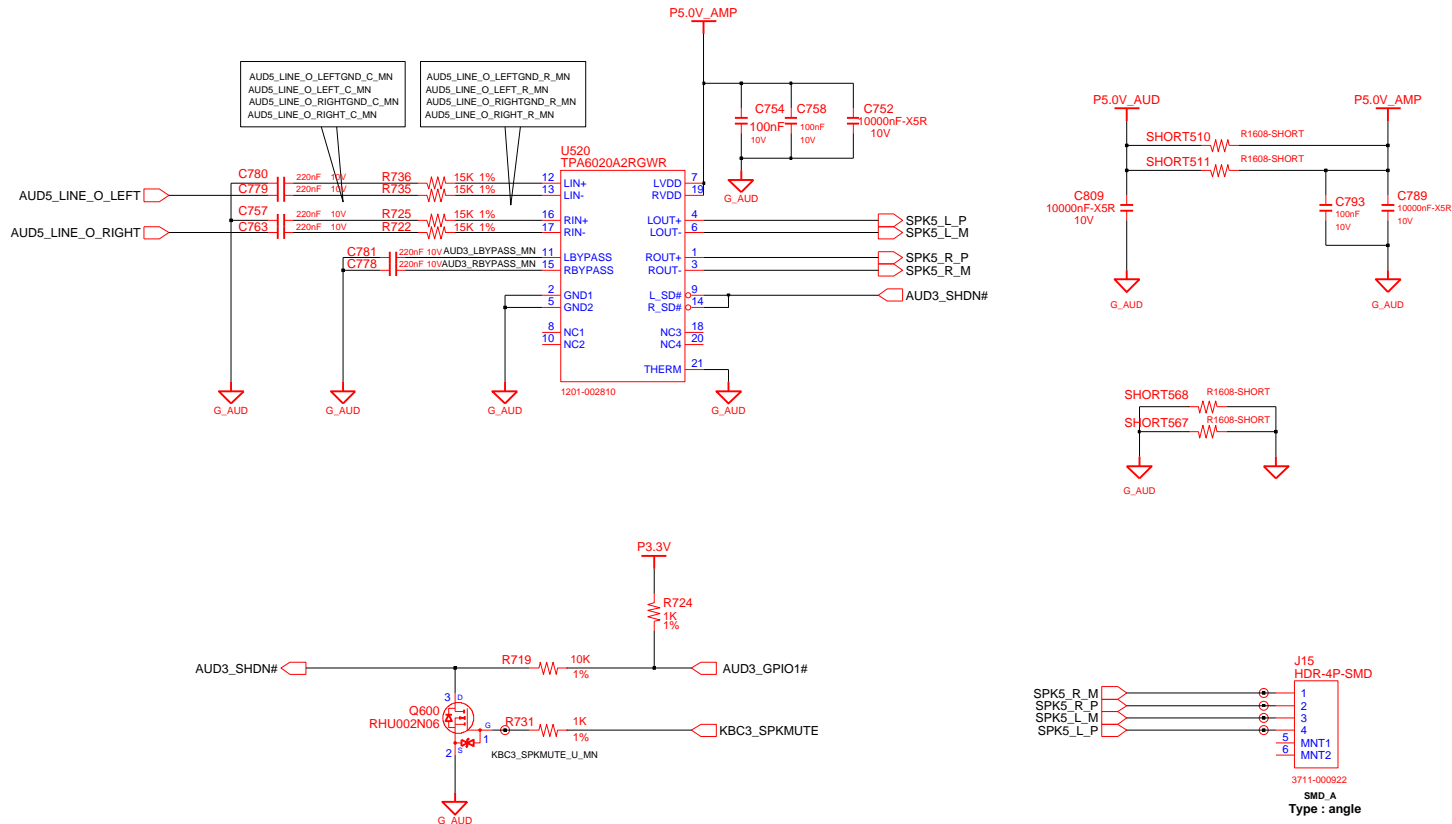 P5.0V_AMP
AUD5_LINE_O_LEFTGND_C_MN
AUD5_LINE_O_LEFT_C_MN
AUD5_LINE_O_RIGHTGND_C_MN
AUD5_LINE_O_RIGHT_C_MN
AUD5_LINE_O_LEFTGND_R_MN
AUD5_LINE_O_LEFT_R_MN
AUD5_LINE_O_RIGHTGND_R_MN
AUD5_LINE_O_RIGHT_R_MN
C754
100nF
10V
C758
100nF
10V
C752
10000nF-X5R
10V
G_AUD
U520
TPA6020A2RGWR
AUD5_LINE_O_LEFT
AUD5_LINE_O_RIGHT
C780 220nF 10V R736 15K 1% 12 LIN+
C779 220nF 10V R735 15K 1% 13 LIN-
C757 220nF 10V R725 15K 1% 16 RIN+
C763 220nF 10V R722 15K 1% 17 RIN-
C781 220nF 10V AUD3_LBYPASS_MN 11 LBYPASS
C778 220nF 10V AUD3_RBYPASS_MN 15 RBYPASS
2 GND1
5 GND2
8 NC1
10 NC2
LVDD 7
RVDD 19
LOUT+ 4 SPK5_L_P
LOUT- 6 SPK5_L_M
ROUT+ 1 SPK5_R_P
ROUT- 3 SPK5_R_M
L_SD# 9 AUD3_SHDN#
R_SD# 14
NC3 18
NC4 20
THERM 21
1201-002810
G_AUD
G_AUD
G_AUD
G_AUD
P5.0V_AUD
P5.0V_AMP
SHORT510 R1608-SHORT
SHORT511 R1608-SHORT
C809
10000nF-X5R
10V
C793
100nF
10V
C789
10000nF-X5R
10V
G_AUD
G_AUD
SHORT568 R1608-SHORT
SHORT567 R1608-SHORT
G_AUD
P3.3V
R724
1K
1%
AUD3_SHDN#
R719 10K
1%
AUD3_GPIO1#
3 D
Q600
RHU002N06
G
1
S
2
R731 1K
1%
KBC3_SPKMUTE
KBC3_SPKMUTE_U_MN
G_AUD
J15
HDR-4P-SMD
SPK5_R_M 1
SPK5_R_P 2
SPK5_L_M 3
SPK5_L_P 4
5 MNT1
6 MNT2
3711-000922
SMD_A
Type : angle